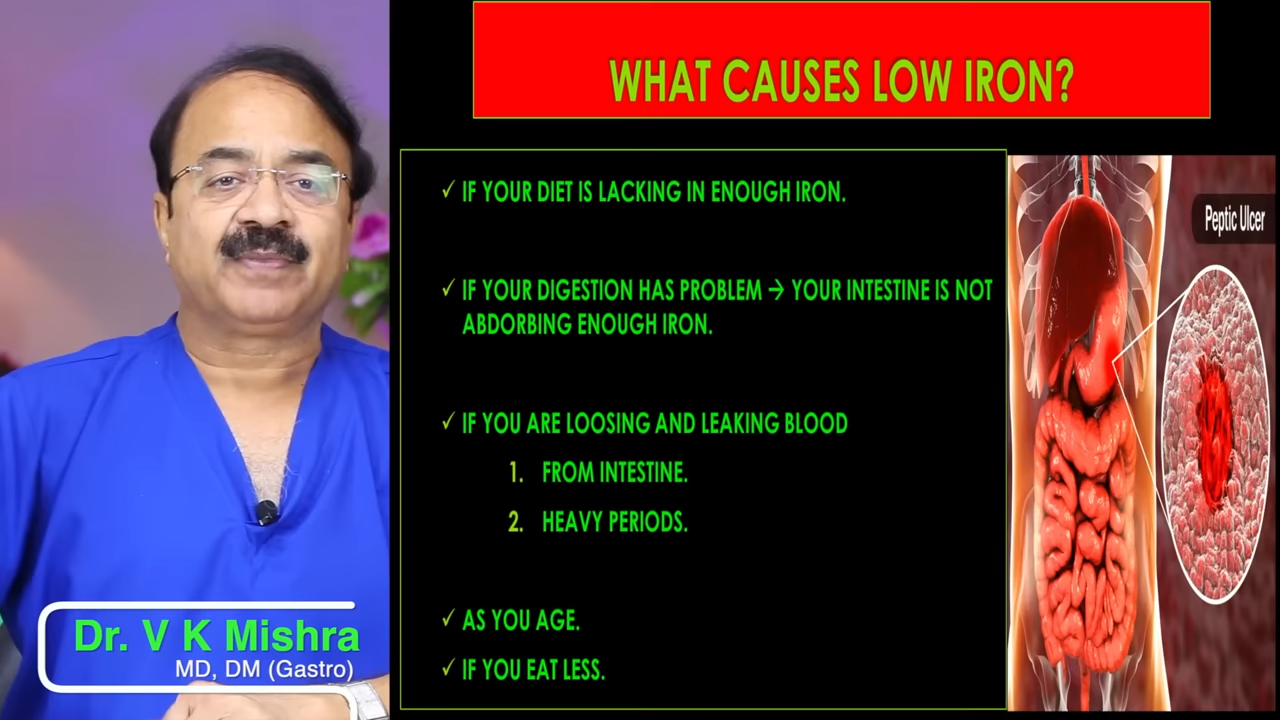 WHAT CAUSES LOW IRON?
✓ IF YOUR DIET IS LACKING IN ENOUGH IRON.
✓ IF YOUR DIGESTION HAS PROBLEM → YOUR INTESTINE IS NOT
ABDORBING ENOUGH IRON.
✓ IF YOU ARE LOOSING AND LEAKING BLOOD
1. FROM INTESTINE.
2. HEAVY PERIODS.
✓ AS YOU AGE.
✓ IF YOU EAT LESS.
Peptic Ulcer
Dr. V K Mishra
MD, DM (Gastro)